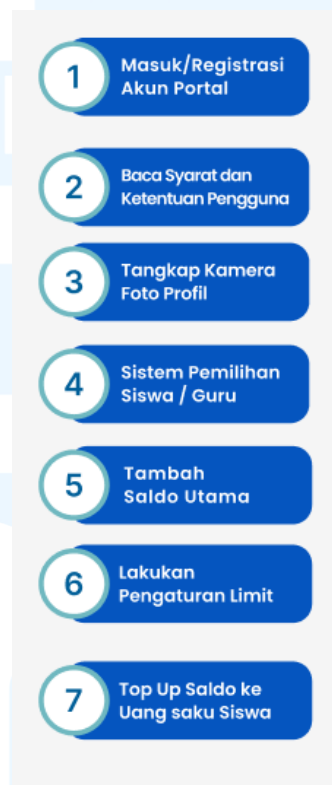 1
Masuk/Registrasi
Akun Portal
2
Baca Syarat dan
Ketentuan Pengguna
3
Tangkap Kamera
Foto Profil
4
Sistem Pemilihan
Siswa / Guru
5
Tambah
Saldo Utama
6
Lakukan
Pengaturan Limit
7
Top Up Saldo ke
Uang saku Siswa